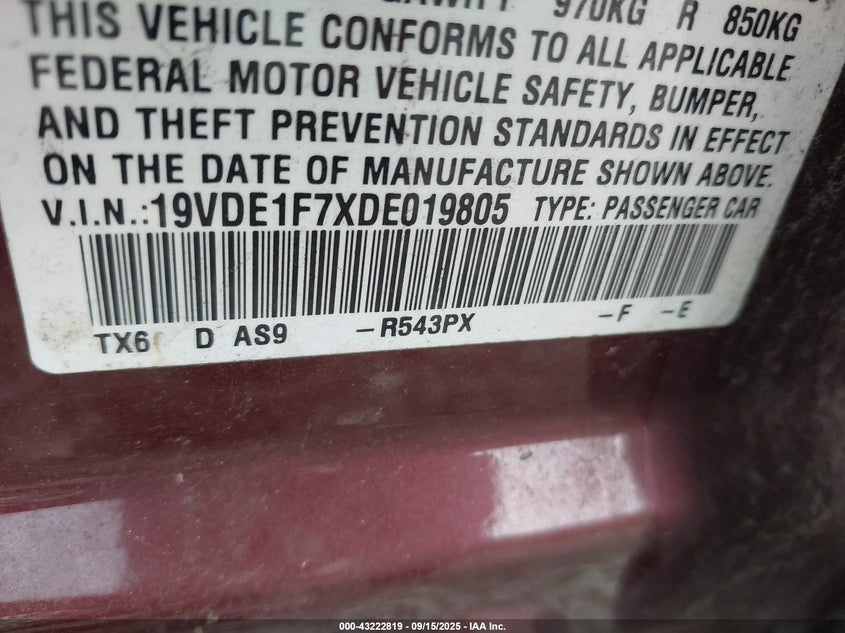 970KG R 850KG
THIS VEHICLE CONFORMS TO ALL APPLICABLE
FEDERAL MOTOR VEHICLE SAFETY, BUMPER,
AND THEFT PREVENTION STANDARDS IN EFFECT
ON THE DATE OF MANUFACTURE SHOWN ABOVE.
V.I.N.:19VDE1F7XDE019805 TYPE: PASSENGER CAR
TX6 D AS9 -R543PX -F -E
000-43222819 - 09/15/2025 - IAA Inc.